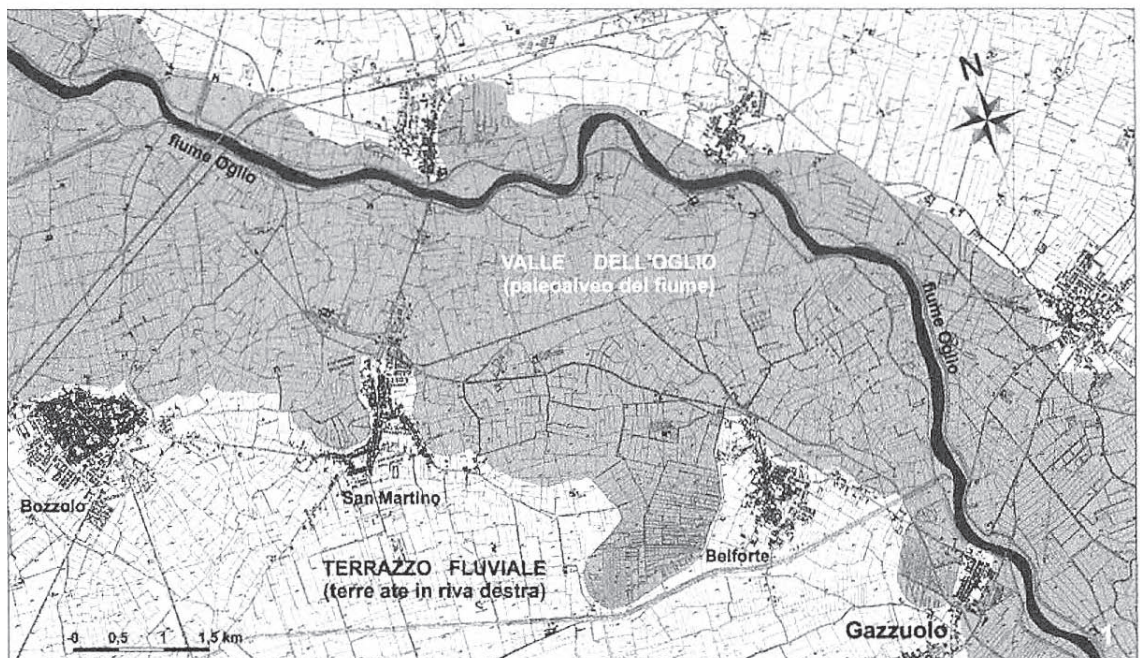 N
fiume Oglio
VALLE DELL'OGLIO
(paleoalveo del fiume)
fiume Oglio
Bozzolo
San Martino
TERRAZZO FLUVIALE
(terre ate in riva destra)
Belforte
Gazzuolo
0 0,5 1 1,5 km
1